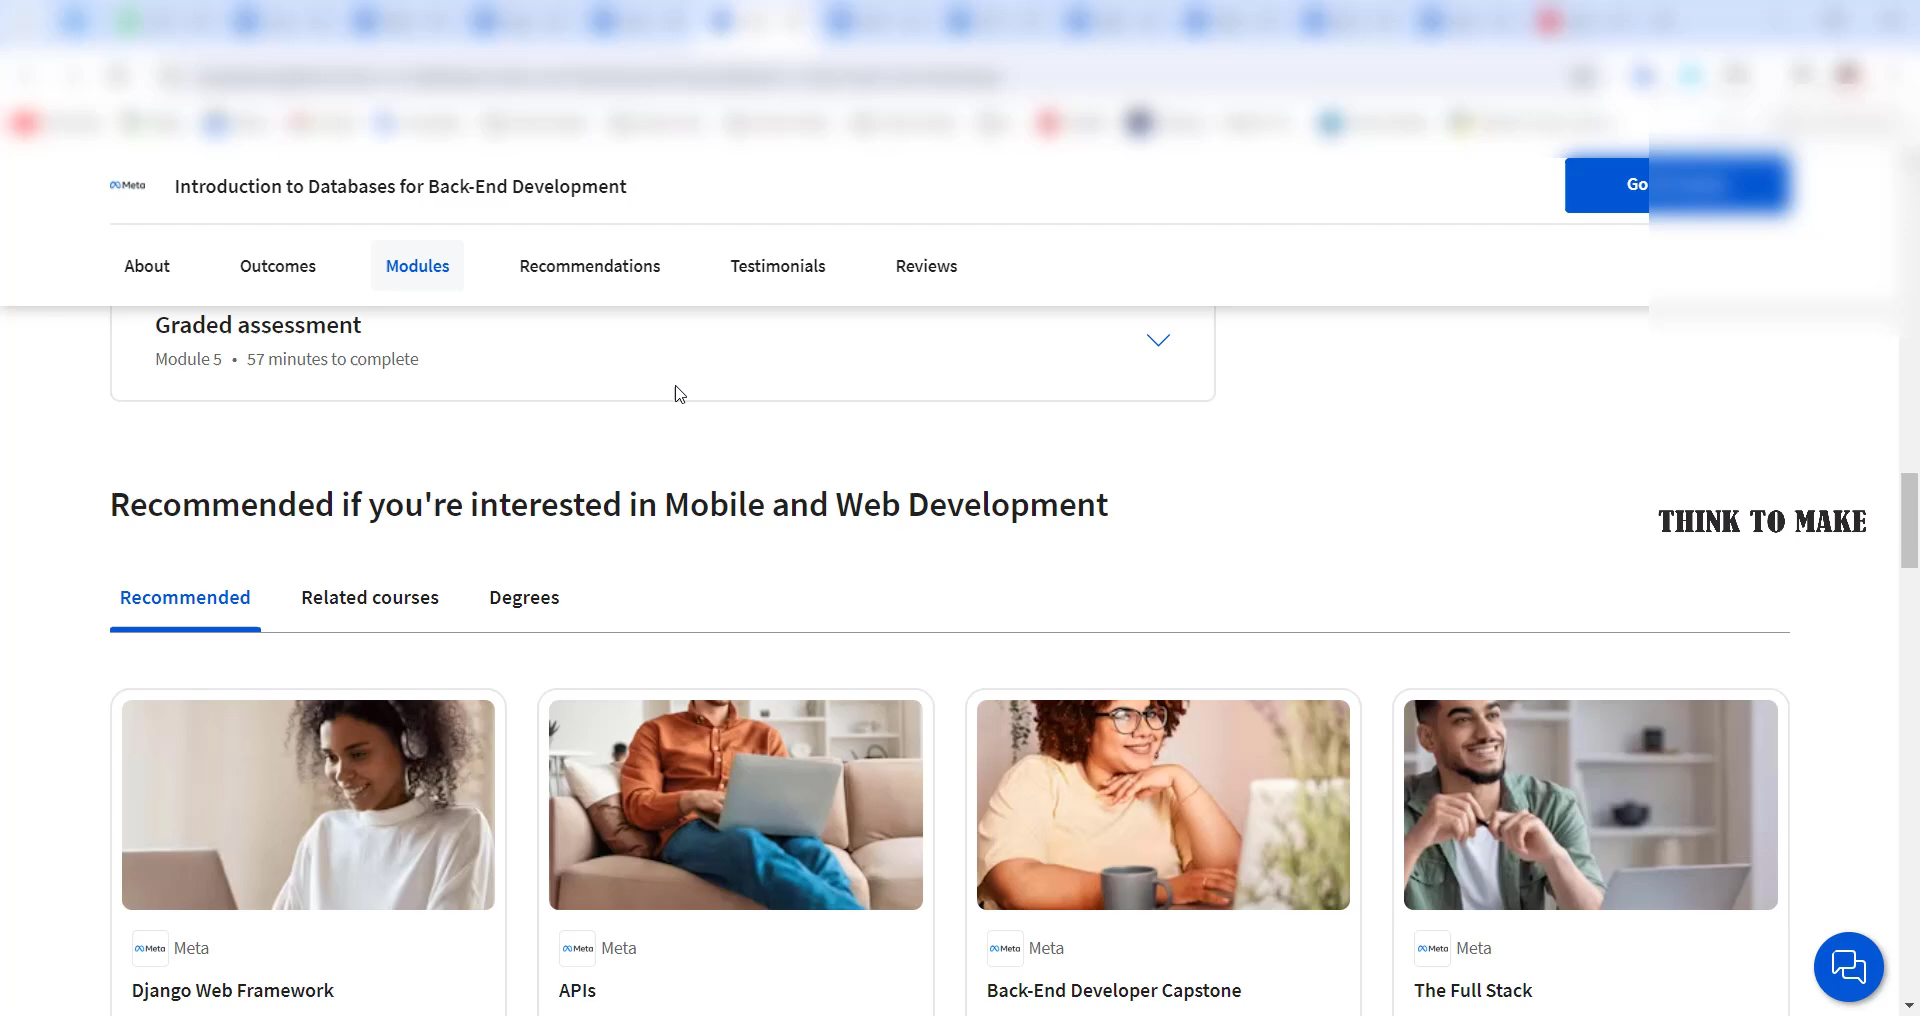 Meta
Introduction to Databases for Back-End Development
Go
About
Outcomes
Modules
Recommendations
Testimonials
Reviews
Graded assessment
Module 5 • 57 minutes to complete
Recommended if you're interested in Mobile and Web Development
THINK TO MAKE
Recommended
Related courses
Degrees
Meta Meta
Django Web Framework
Meta Meta
APIs
Meta Meta
Back-End Developer Capstone
Meta Meta
The Full Stack